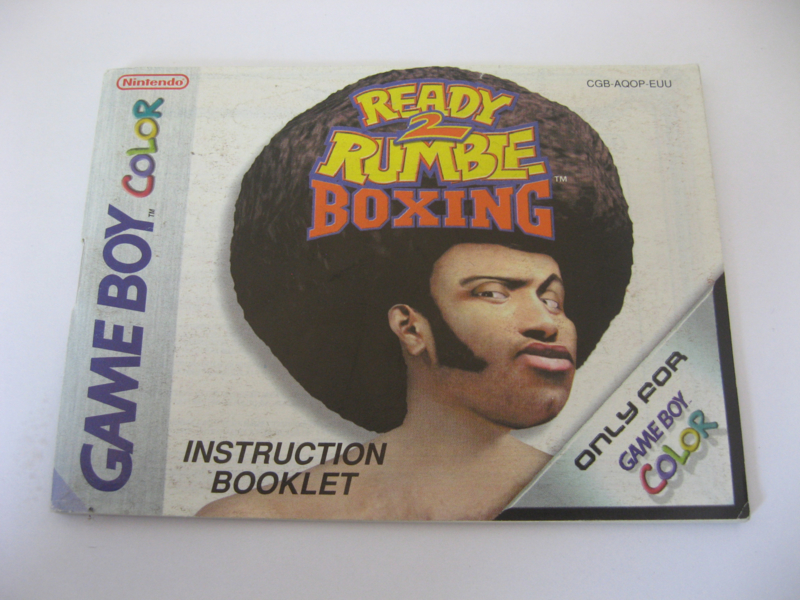 Nintendo
GAME BOY COLOR
TM
CGB-AQOP-EUU
READY
2
RUMBLE
BOXING
TM
INSTRUCTION
BOOKLET
ONLY FOR
GAME BOY
COLOR